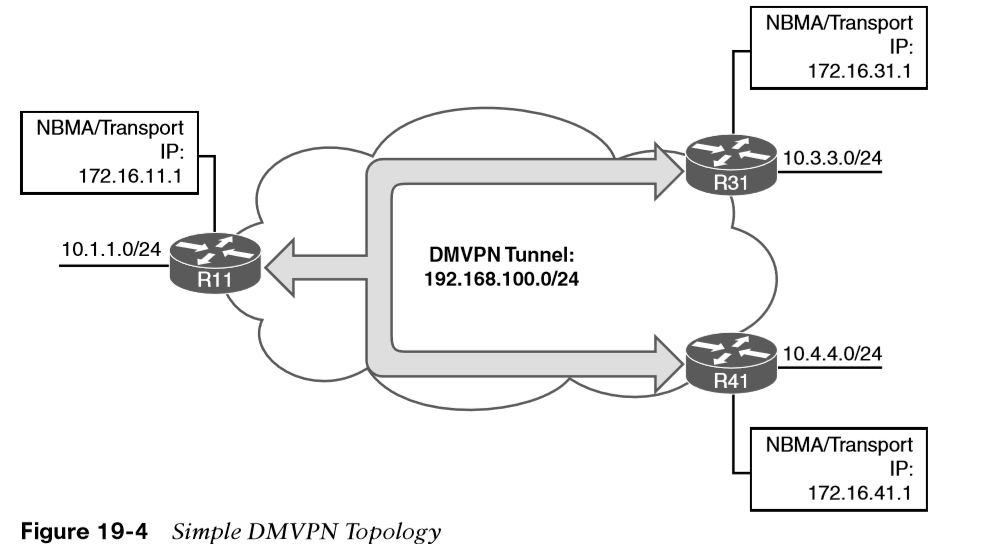 NBMA/Transport
IP:
172.16.31.1
NBMA/Transport
IP:
172.16.11.1
10.3.3.0/24
R31
10.1.1.0/24
R11
DMVPN Tunnel:
192.168.100.0/24
10.4.4.0/24
R41
NBMA/Transport
IP:
172.16.41.1
Figure 19-4 Simple DMVPN Topology